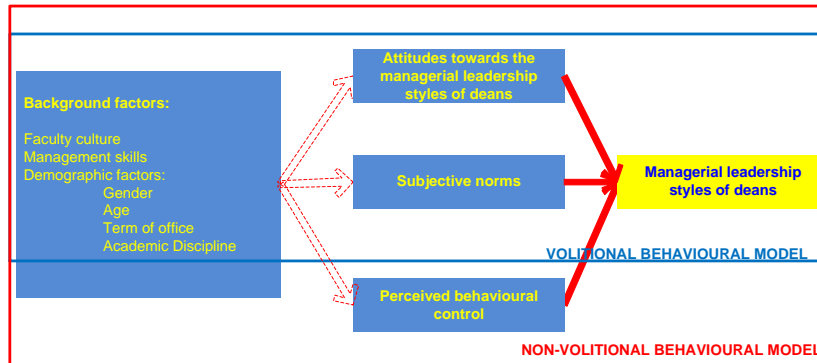 Background factors:
Faculty culture
Management skills
Demographic factors:
Gender
Age
Term of office
Academic Discipline
Attitudes towards the
managerial leadership
styles of deans
Subjective norms
Perceived behavioural
control
Managerial leadership
styles of deans
VOLITIONAL BEHAVIOURAL MODEL
NON-VOLITIONAL BEHAVIOURAL MODEL